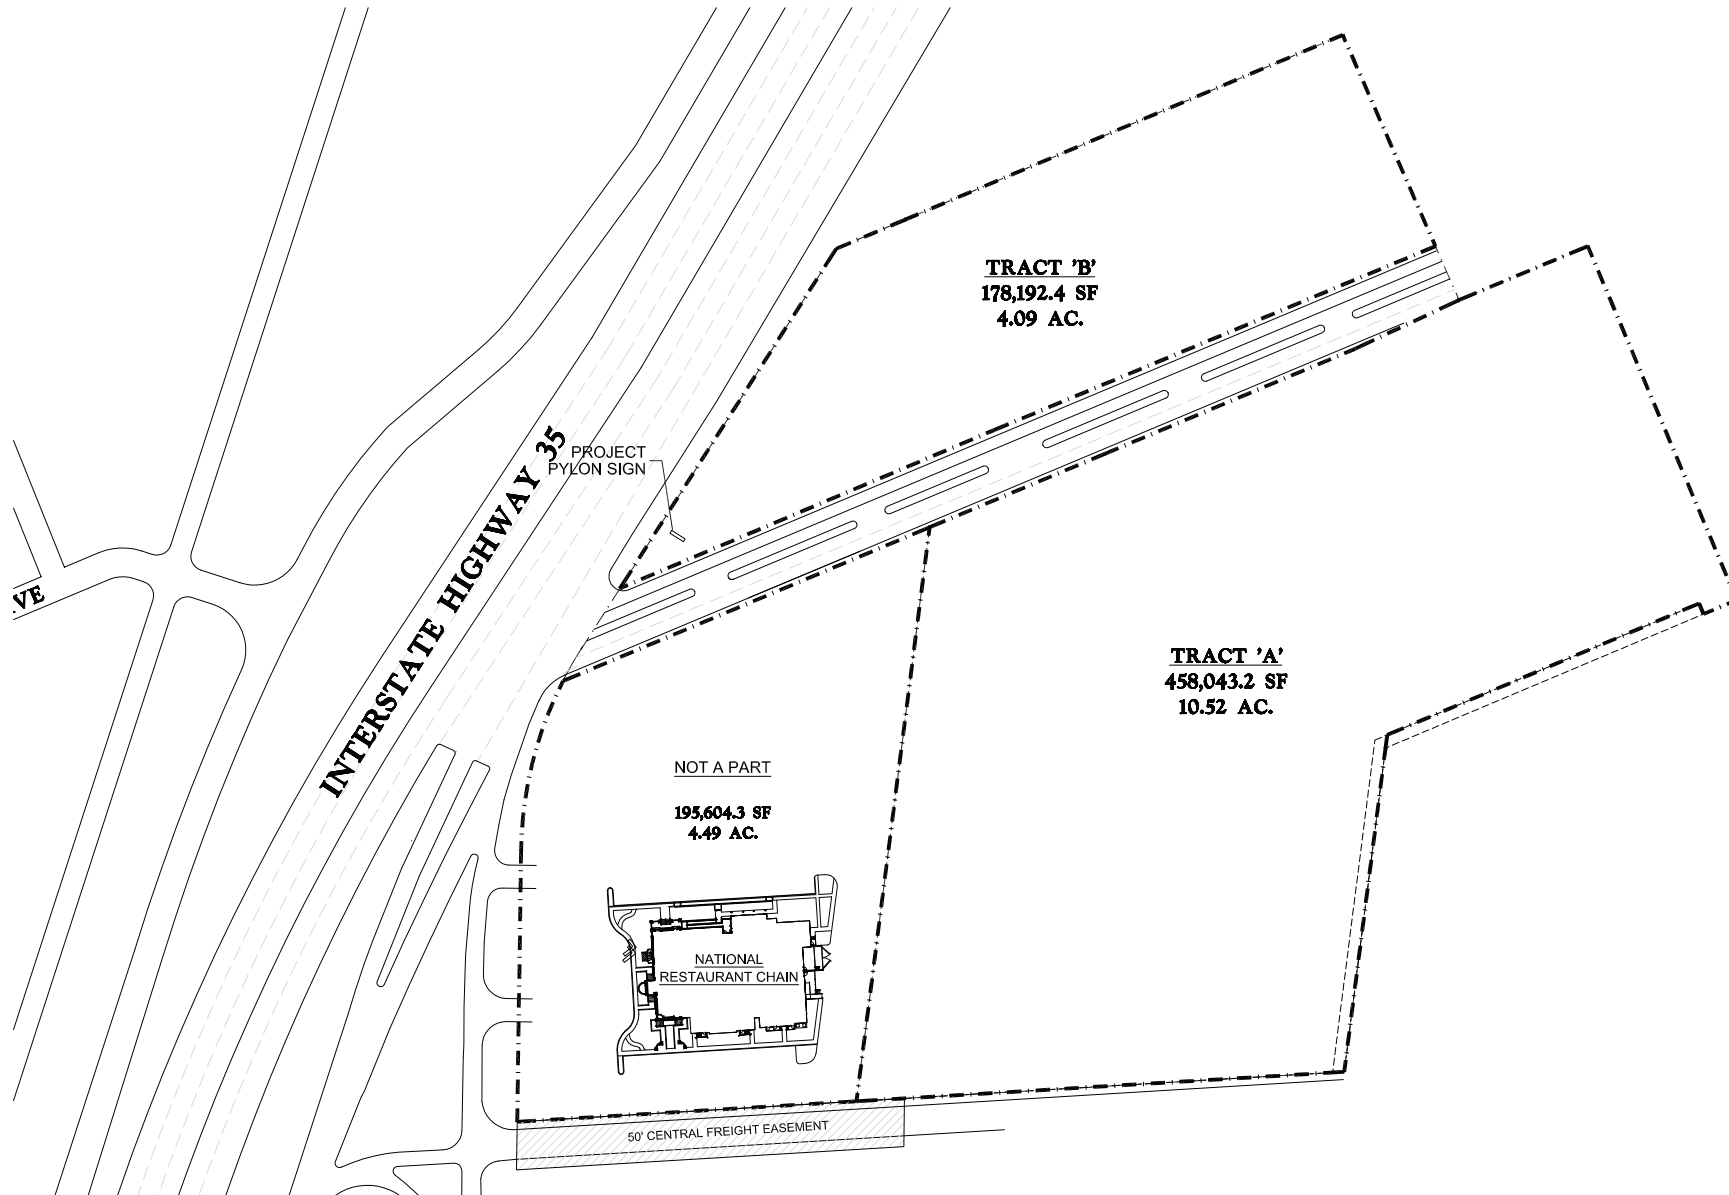 TRACT 'B'
178,192.4 SF
4.09 AC.
PROJECT
PYLON SIGN
INTERSTATE HIGHWAY 35
VE
TRACT 'A'
458,043.2 SF
10.52 AC.
NOT A PART
195,604.3 SF
4.49 AC.
NATIONAL
RESTAURANT CHAIN
50' CENTRAL FREIGHT EASEMENT